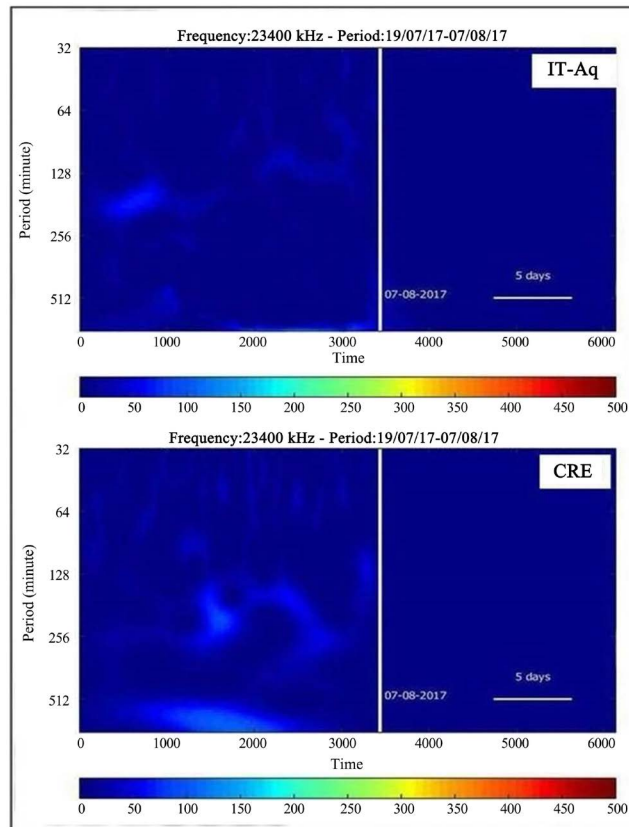 Frequency:23400 kHz - Period:19/07/17-07/08/17
IT-Aq
32
64
128
256
512
Period (minute)
07-08-2017
5 days
0 1000 2000 3000 4000 5000 6000
Time
0 50 100 150 200 250 300 350 400 450 500
Frequency:23400 kHz - Period:19/07/17-07/08/17
CRE
32
64
128
256
512
Period (minute)
07-08-2017
5 days
0 1000 2000 3000 4000 5000 6000
Time
0 50 100 150 200 250 300 350 400 450 500